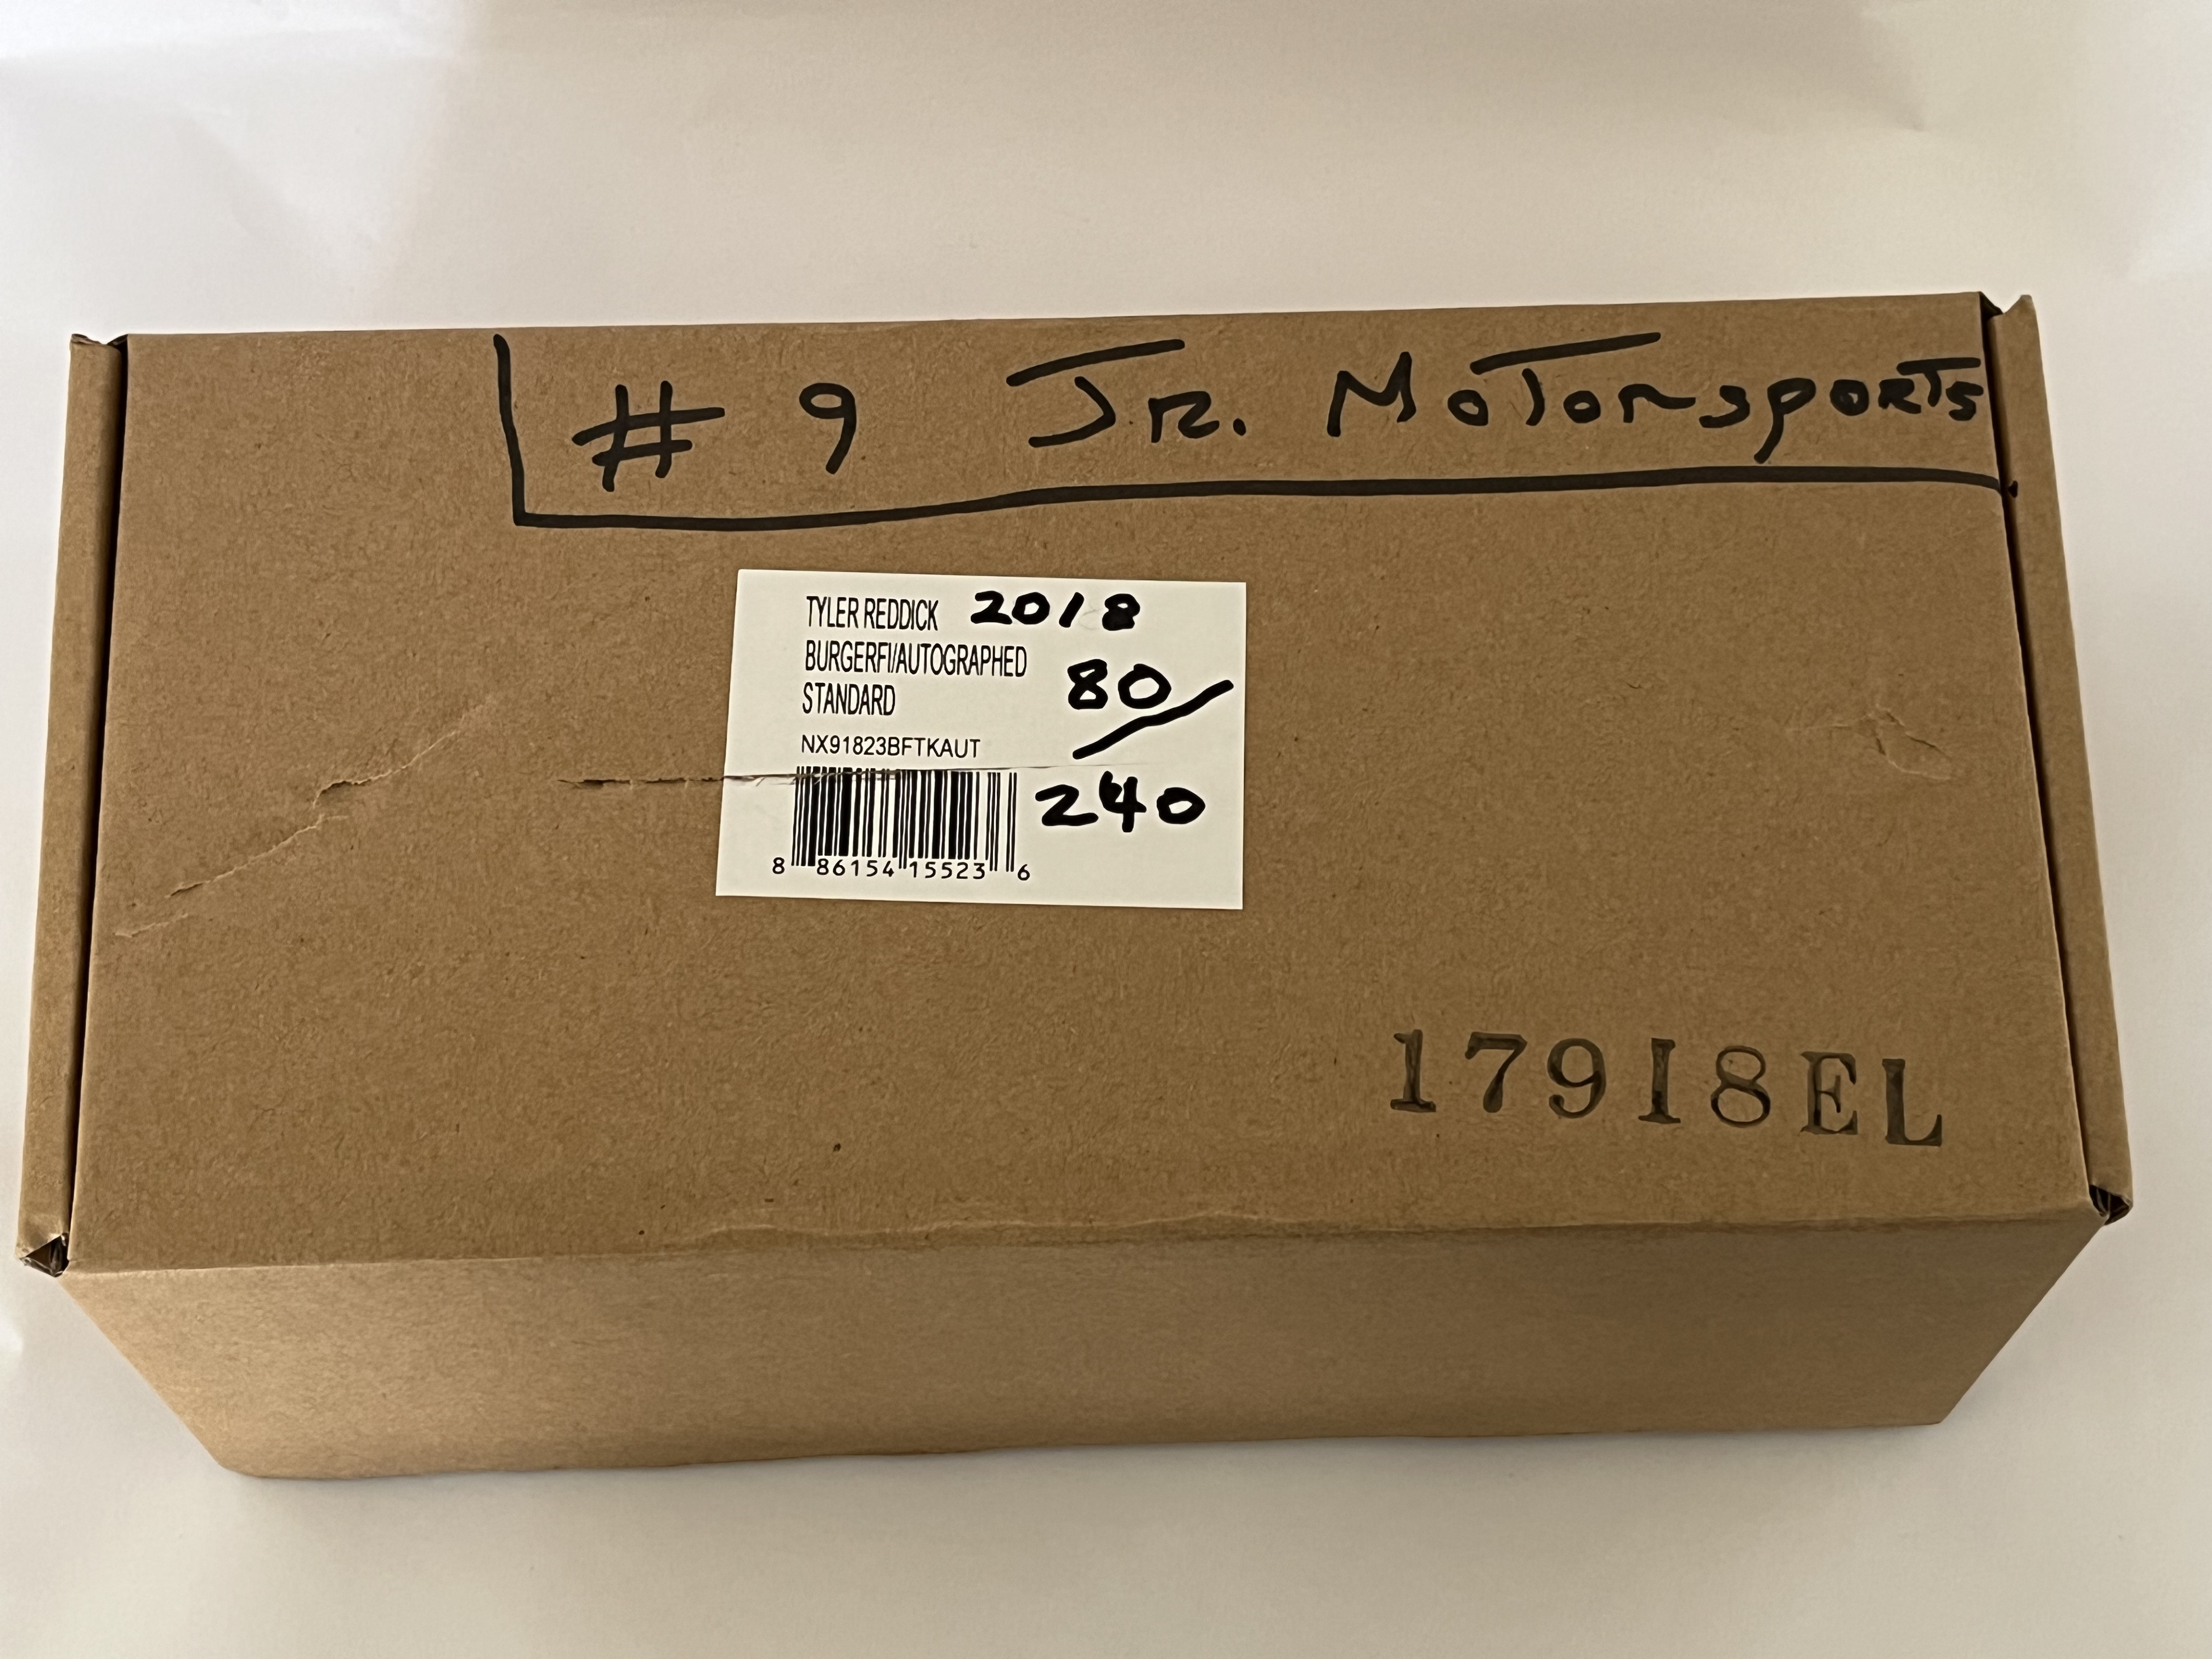 # 9 JR. MoTorsporTs
TYLER REDDICK 2018
BURGERFI/AUTOGRAPHED
STANDARD
80/
240
NX91823BFTKAUT
8 86154 15523 6
17918EL